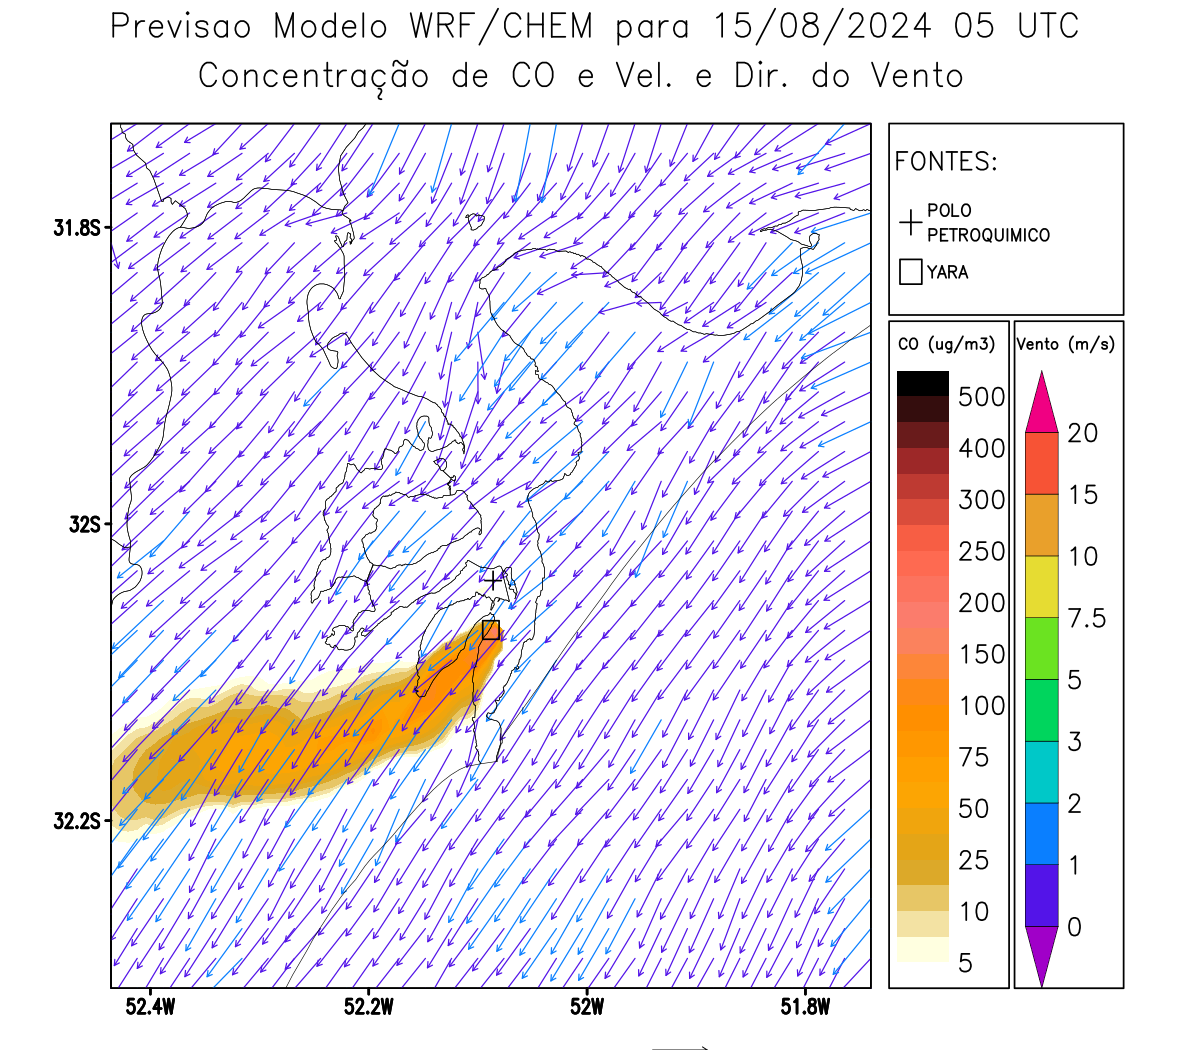 Previsao Modelo WRF/CHEM para 15/08/2024 05 UTC
Concentração de CO e Vel. e Dir. do Vento
FONTES:
POLO
PETROQUIMICO
YARA
31.8S
32S
32.2S
52.4W
52.2W
52W
51.8W
CO (ug/m3)
500
400
300
250
200
150
100
75
50
25
10
5
Vento (m/s)
20
15
10
7.5
5
3
2
1
0